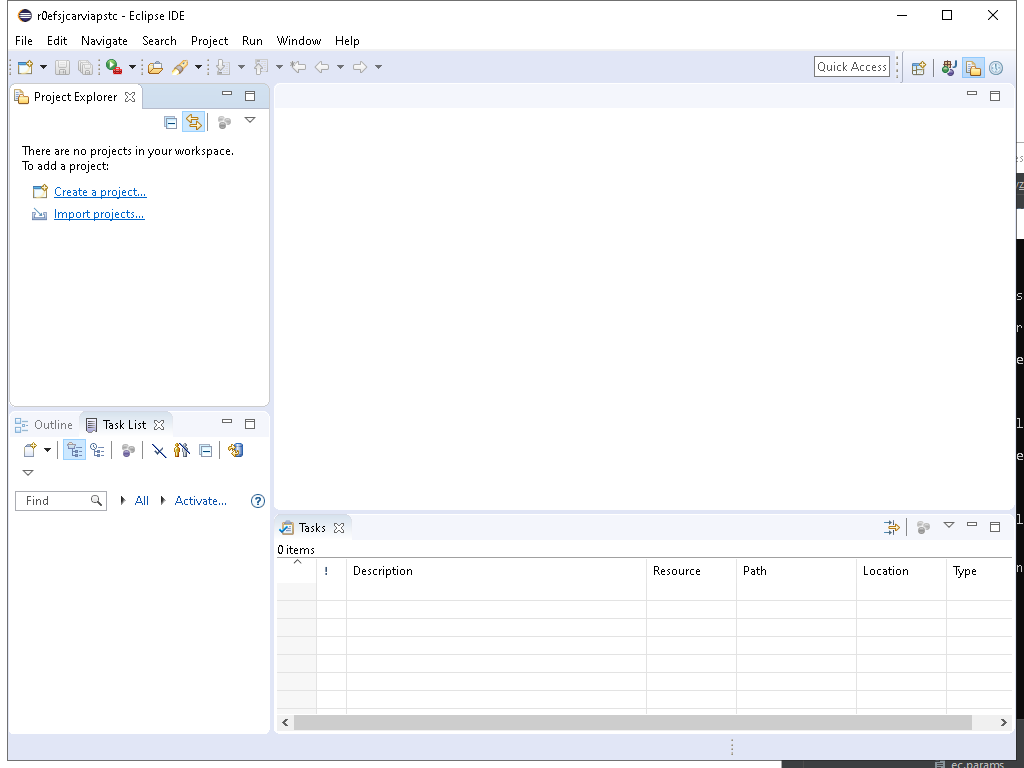 r0efsjcarviapstc - Eclipse IDE
File Edit Navigate Search Project Run Window Help
Quick Access
Project Explorer
There are no projects in your workspace.
To add a project:
Create a project...
Import projects...
Outline Task List
Find All Activate...
Tasks
0 items
! Description Resource Path Location Type
ec.params